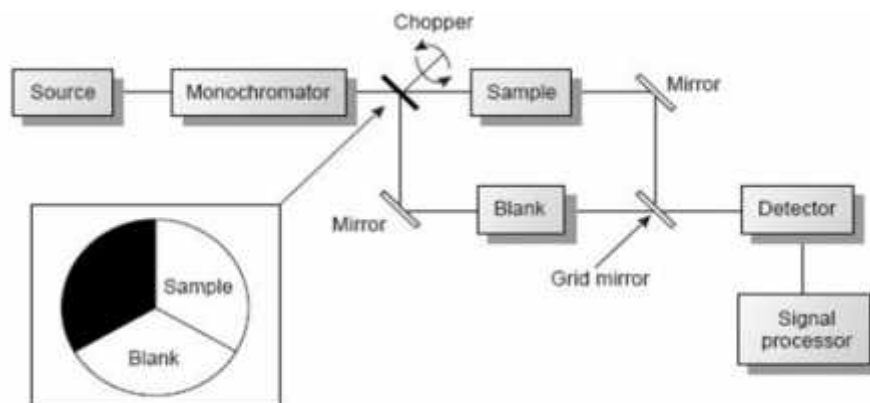 Chopper
Source
Monochromator
Sample
Mirror
Mirror
Blank
Grid mirror
Detector
Sample
Blank
Signal
processor